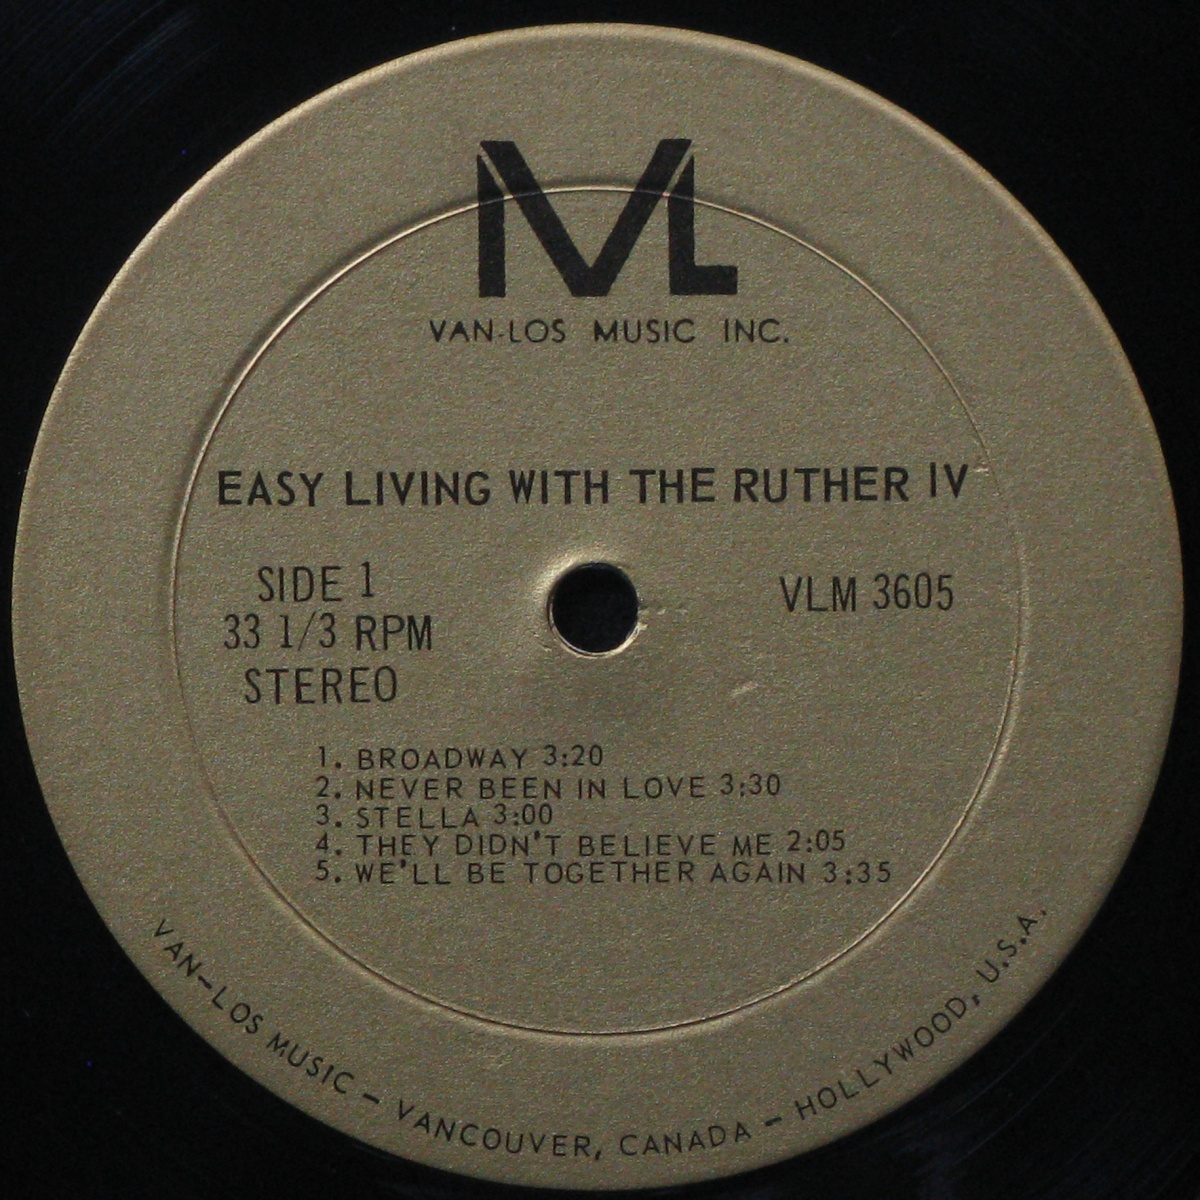 VL
VAN-LOS MUSIC INC.
EASY LIVING WITH THE RUTHER IV
SIDE 1
33 1/3 RPM
STEREO
VLM 3605
1. BROADWAY 3:20
2. NEVER BEEN IN LOVE 3:30
3. STELLA 3:00
4. THEY DIDN'T BELIEVE ME 2:05
5. WE'LL BE TOGETHER AGAIN 3:35
VAN-LOS MUSIC - VANCOUVER, CANADA - HOLLYWOOD, U.S.A.